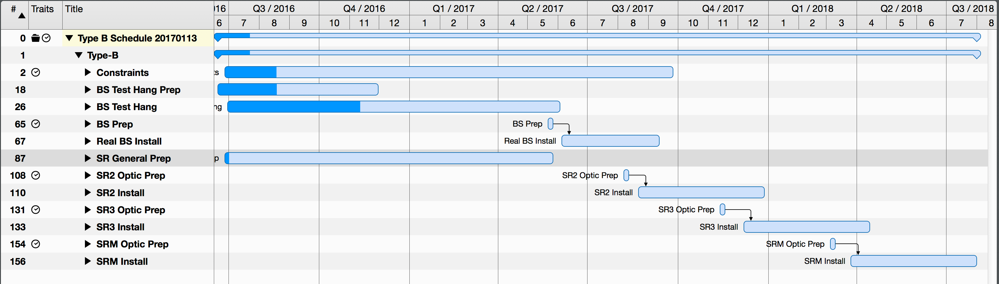 # Traits Title 016 Q3 / 2016 Q4 / 2016 Q1 / 2017 Q2 / 2017 Q3 / 2017 Q4 / 2017 Q1 / 2018 Q2 / 2018 Q3 / 2018
6 7 8 9 10 11 12 1 2 3 4 5 6 7 8 9 10 11 12 1 2 3 4 5 6 7 8
0 Type B Schedule 20170113
1 Type-B
2 Constraints ts
18 BS Test Hang Prep
26 BS Test Hang ng
65 BS Prep BS Prep
67 Real BS Install Real BS Install
87 SR General Prep p
108 SR2 Optic Prep SR2 Optic Prep
110 SR2 Install SR2 Install
131 SR3 Optic Prep SR3 Optic Prep
133 SR3 Install SR3 Install
154 SRM Optic Prep SRM Optic Prep
156 SRM Install SRM Install